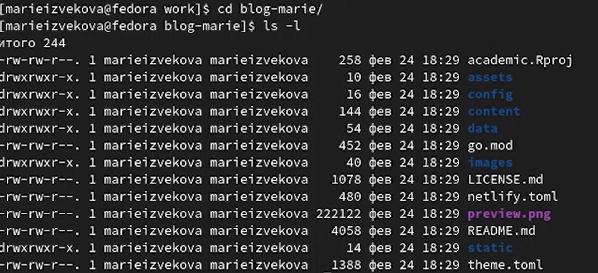 [marieizvekova@fedora work]$ cd blog-marie/
[marieizvekova@fedora blog-marie]$ ls -l
итого 244
-rw-rw-r--. 1 marieizvekova marieizvekova    258 фев 24 18:29 academic.Rproj
drwxrwxr-x. 1 marieizvekova marieizvekova     10 фев 24 18:29 assets
drwxrwxr-x. 1 marieizvekova marieizvekova     16 фев 24 18:29 config
drwxrwxr-x. 1 marieizvekova marieizvekova    144 фев 24 18:29 content
drwxrwxr-x. 1 marieizvekova marieizvekova     54 фев 24 18:29 data
-rw-rw-r--. 1 marieizvekova marieizvekova    452 фев 24 18:29 go.mod
drwxrwxr-x. 1 marieizvekova marieizvekova     40 фев 24 18:29 images
-rw-rw-r--. 1 marieizvekova marieizvekova   1078 фев 24 18:29 LICENSE.md
-rw-rw-r--. 1 marieizvekova marieizvekova    480 фев 24 18:29 netlify.toml
-rw-rw-r--. 1 marieizvekova marieizvekova 222122 фев 24 18:29 preview.png
-rw-rw-r--. 1 marieizvekova marieizvekova   4058 фев 24 18:29 README.md
drwxrwxr-x. 1 marieizvekova marieizvekova     14 фев 24 18:29 static
-rw-rw-r--. 1 marieizvekova marieizvekova   1388 фев 24 18:29 theme.toml